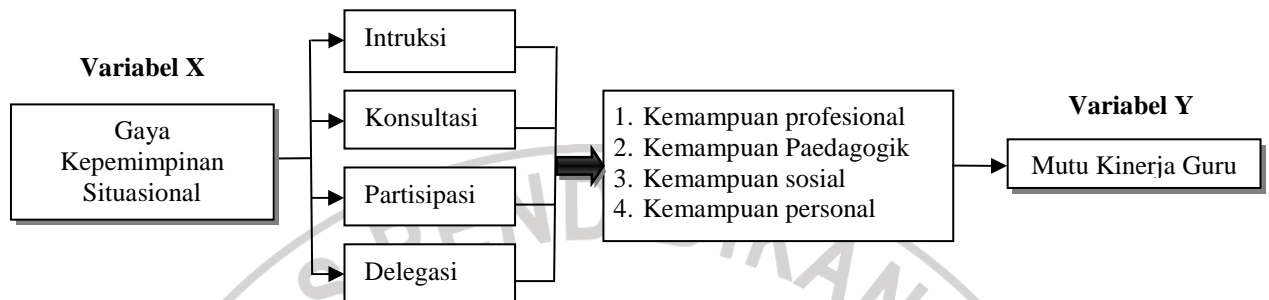 Variabel X
Gaya
Kepemimpinan
Situasional
Intruksi
Konsultasi
Partisipasi
Delegasi
1. Kemampuan profesional
2. Kemampuan Paedagogik
3. Kemampuan sosial
4. Kemampuan personal
Variabel Y
Mutu Kinerja Guru
S PENDIDIKAN